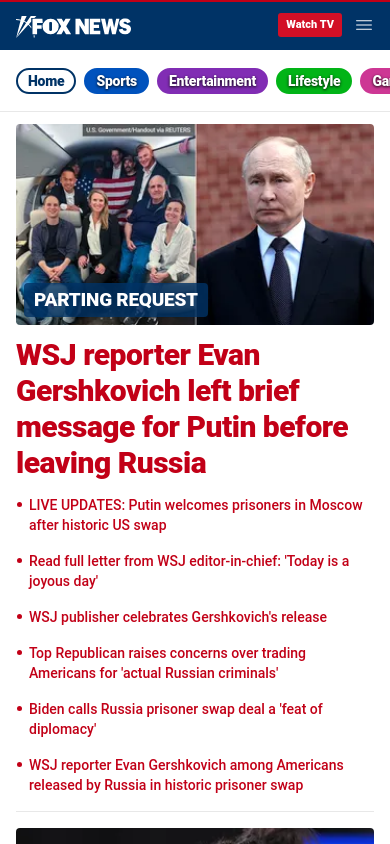 FOX NEWS
Watch TV
Home
Sports
Entertainment
Lifestyle
U.S. Government/Handout via REUTERS
PARTING REQUEST
WSJ reporter Evan
Gershkovich left brief
message for Putin before
leaving Russia
• LIVE UPDATES: Putin welcomes prisoners in Moscow
after historic US swap
• Read full letter from WSJ editor-in-chief: 'Today is a
joyous day'
• WSJ publisher celebrates Gershkovich's release
• Top Republican raises concerns over trading
Americans for 'actual Russian criminals'
• Biden calls Russia prisoner swap deal a 'feat of
diplomacy'
• WSJ reporter Evan Gershkovich among Americans
released by Russia in historic prisoner swap